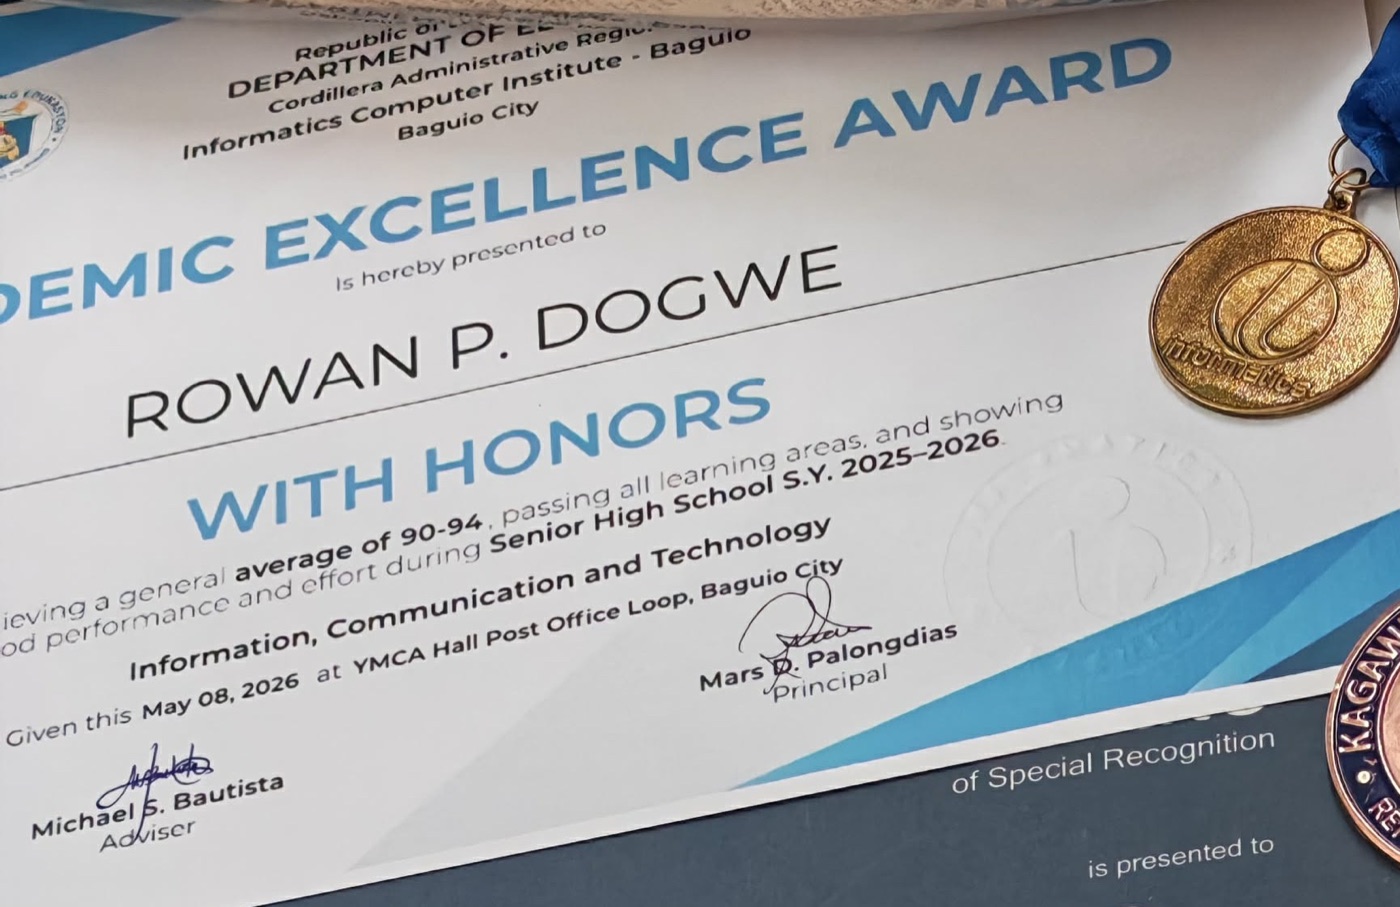 Republic of
DEPARTMENT OF
Cordillera Administrative
Informatics Computer Institute - Baguio
Baguio City
DEMIC EXCELLENCE AWARD
Is hereby presented to
ROWAN P. DOGWE
WITH HONORS
ieving a general average of 90-94, passing all learning areas, and showing
od performance and effort during Senior High School S.Y. 2025–2026.
Information, Communication and Technology
Given this May 08, 2026 at YMCA Hall Post Office Loop, Baguio City
Mars D. Palongdias
Principal
Michael S. Bautista
Adviser
informatics
of Special Recognition
is presented to
KAGAW